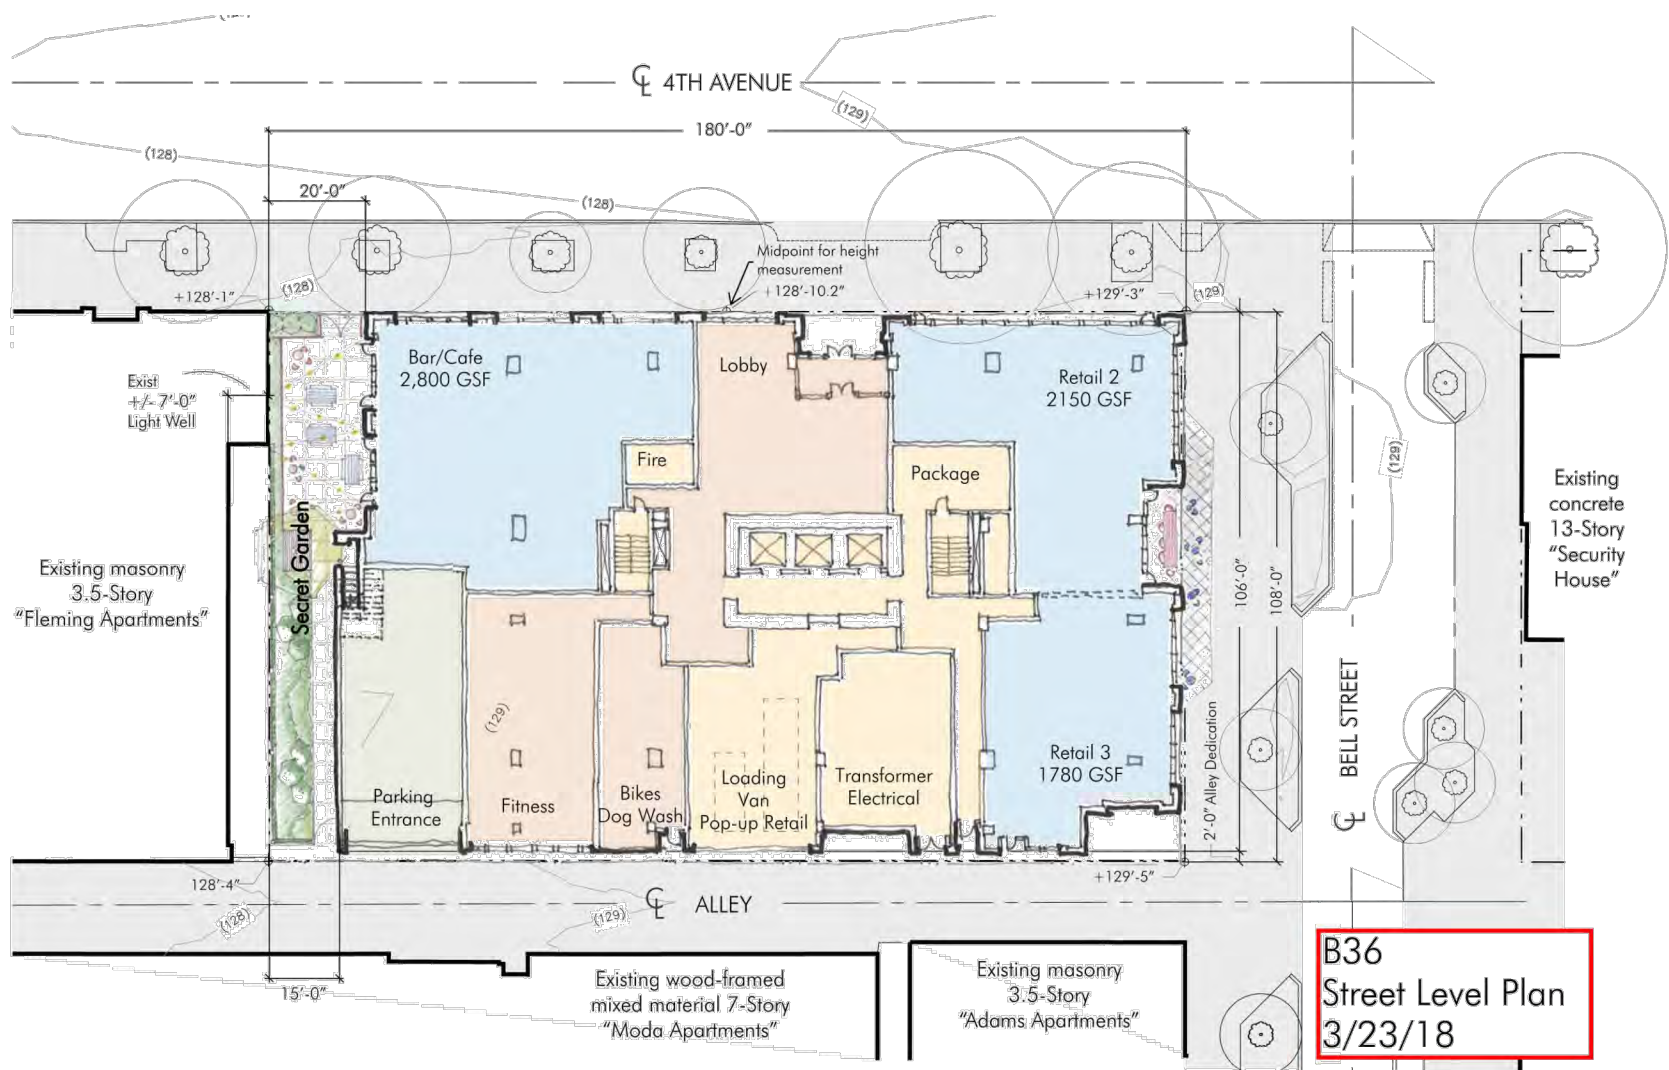 ℄ 4TH AVENUE
(129)
180'-0"
(128)
20'-0"
(128)
Midpoint for height
measurement
+128'-10.2"
+128'-1"
(128)
+129'-3"
(129)
Bar/Cafe
2,800 GSF
Lobby
Retail 2
2150 GSF
Exist
+/- 7'-0"
Light Well
(129)
Fire
Package
Existing
concrete
13-Story
"Security
House"
Secret Garden
Existing masonry
3.5-Story
"Fleming Apartments"
106'-0"
108'-0"
BELL STREET
℄
(129)
Retail 3
1780 GSF
2'-0" Alley Dedication
Parking
Entrance
Fitness
Bikes
Dog Wash
Loading
Van
Pop-up Retail
Transformer
Electrical
128'-4"
+129'-5"
(128)
(129)
℄ ALLEY
15'-0"
Existing wood-framed
mixed material 7-Story
"Moda Apartments"
Existing masonry
3.5-Story
"Adams Apartments"
B36
Street Level Plan
3/23/18